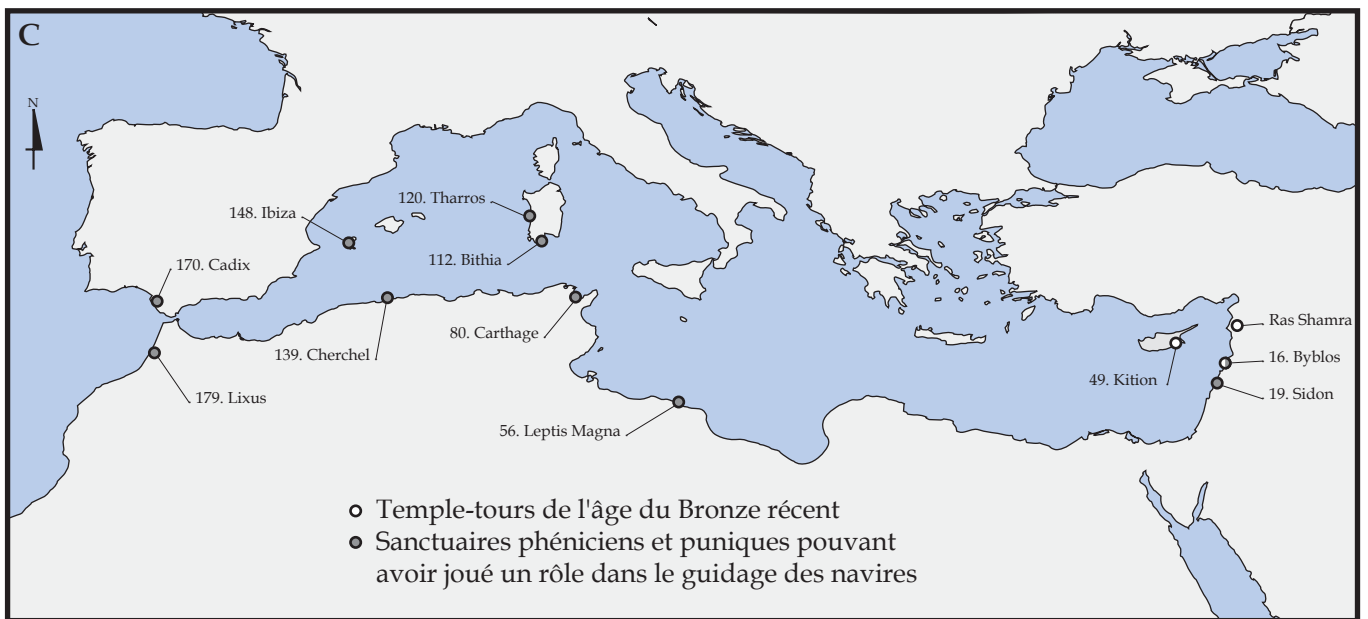 C
N
120. Tharros
148. Ibiza
112. Bithia
170. Cadix
Ras Shamra
80. Carthage
139. Cherchel
16. Byblos
49. Kition
179. Lixus
19. Sidon
56. Leptis Magna
Temple-tours de l'âge du Bronze récent
Sanctuaires phéniciens et puniques pouvant
avoir joué un rôle dans le guidage des navires